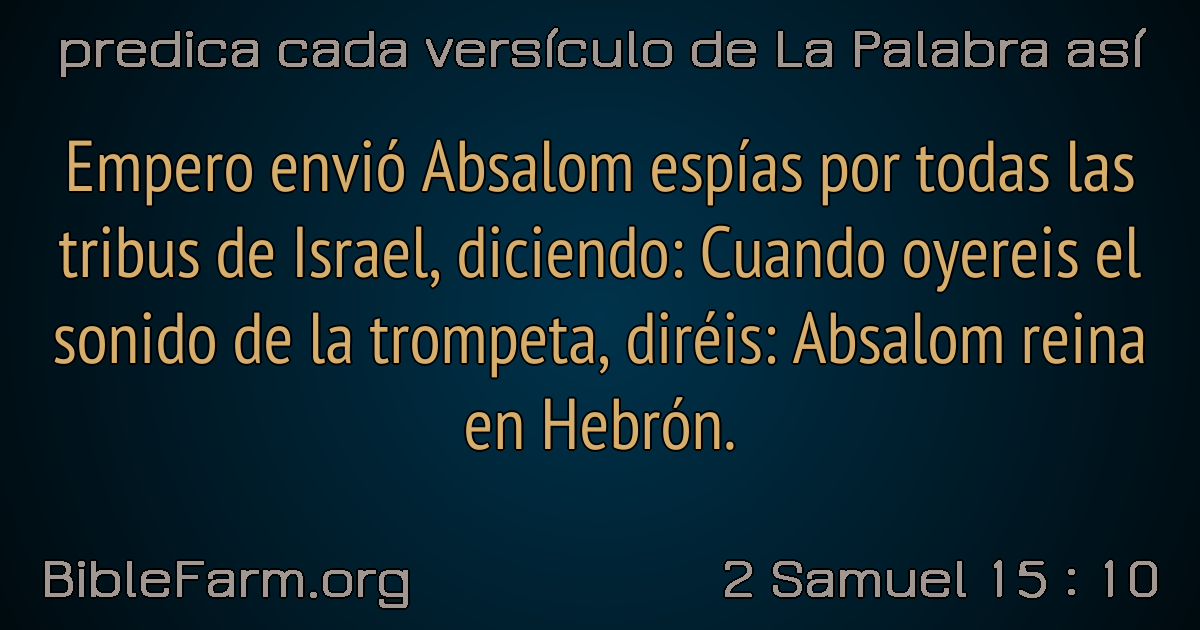 predica cada versículo de La Palabra así
Empero envió Absalom espías por todas las
tribus de Israel, diciendo: Cuando oyereis el
sonido de la trompeta, diréis: Absalom reina
en Hebrón.
BibleFarm.org
2 Samuel 15 : 10